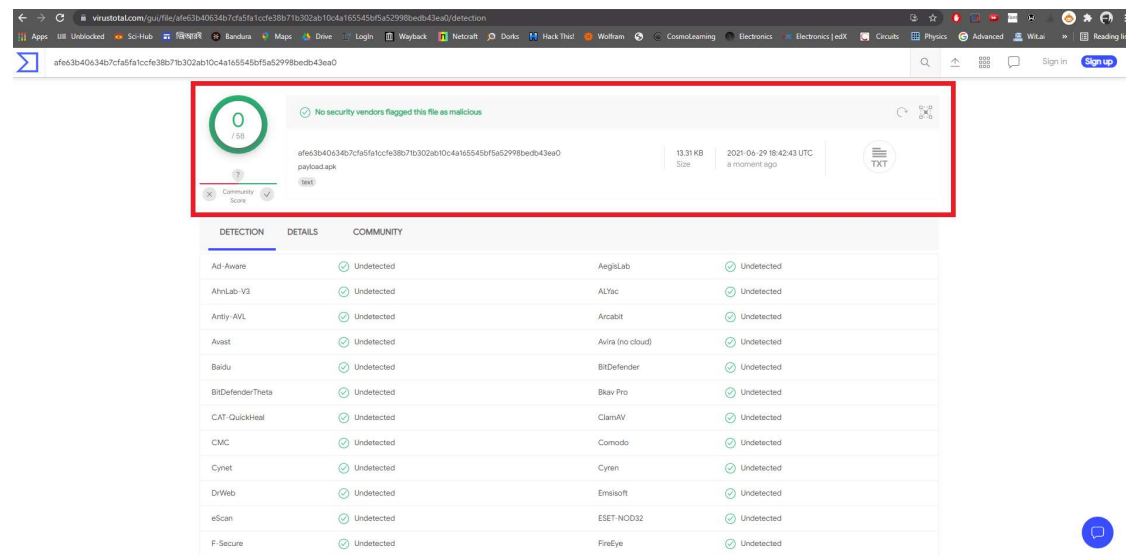 virustotal.com/gui/file/afe63b40634b7cfa5fa1ccfe38b71b302ab10c4a165545bf5a52998bedb43ea0/detection
Apps Unblocked Sci-Hub Bandura Maps Drive LogIn Wayback Netcraft Dorks Hack This! Wolfram CosmoLearning Electronics Electronics | edX Circuits Physics Advanced Wit.ai » Reading li
afe63b40634b7cfa5fa1ccfe38b71b302ab10c4a165545bf5a52998bedb43ea0 Sign in Sign up
0
/ 58
No security vendors flagged this file as malicious
afe63b40634b7cfa5fa1ccfe38b71b302ab10c4a165545bf5a52998bedb43ea0
payload.apk
text
13.31 KB
Size
2021-06-29 18:42:43 UTC
a moment ago
TXT
?
Community
Score
DETECTION DETAILS COMMUNITY
Ad-Aware Undetected AegisLab Undetected
AhnLab-V3 Undetected ALYac Undetected
Antiy-AVL Undetected Arcabit Undetected
Avast Undetected Avira (no cloud) Undetected
Baidu Undetected BitDefender Undetected
BitDefenderTheta Undetected Bkav Pro Undetected
CAT-QuickHeal Undetected ClamAV Undetected
CMC Undetected Comodo Undetected
Cynet Undetected Cyren Undetected
DrWeb Undetected Emsisoft Undetected
eScan Undetected ESET-NOD32 Undetected
F-Secure Undetected FireEye Undetected